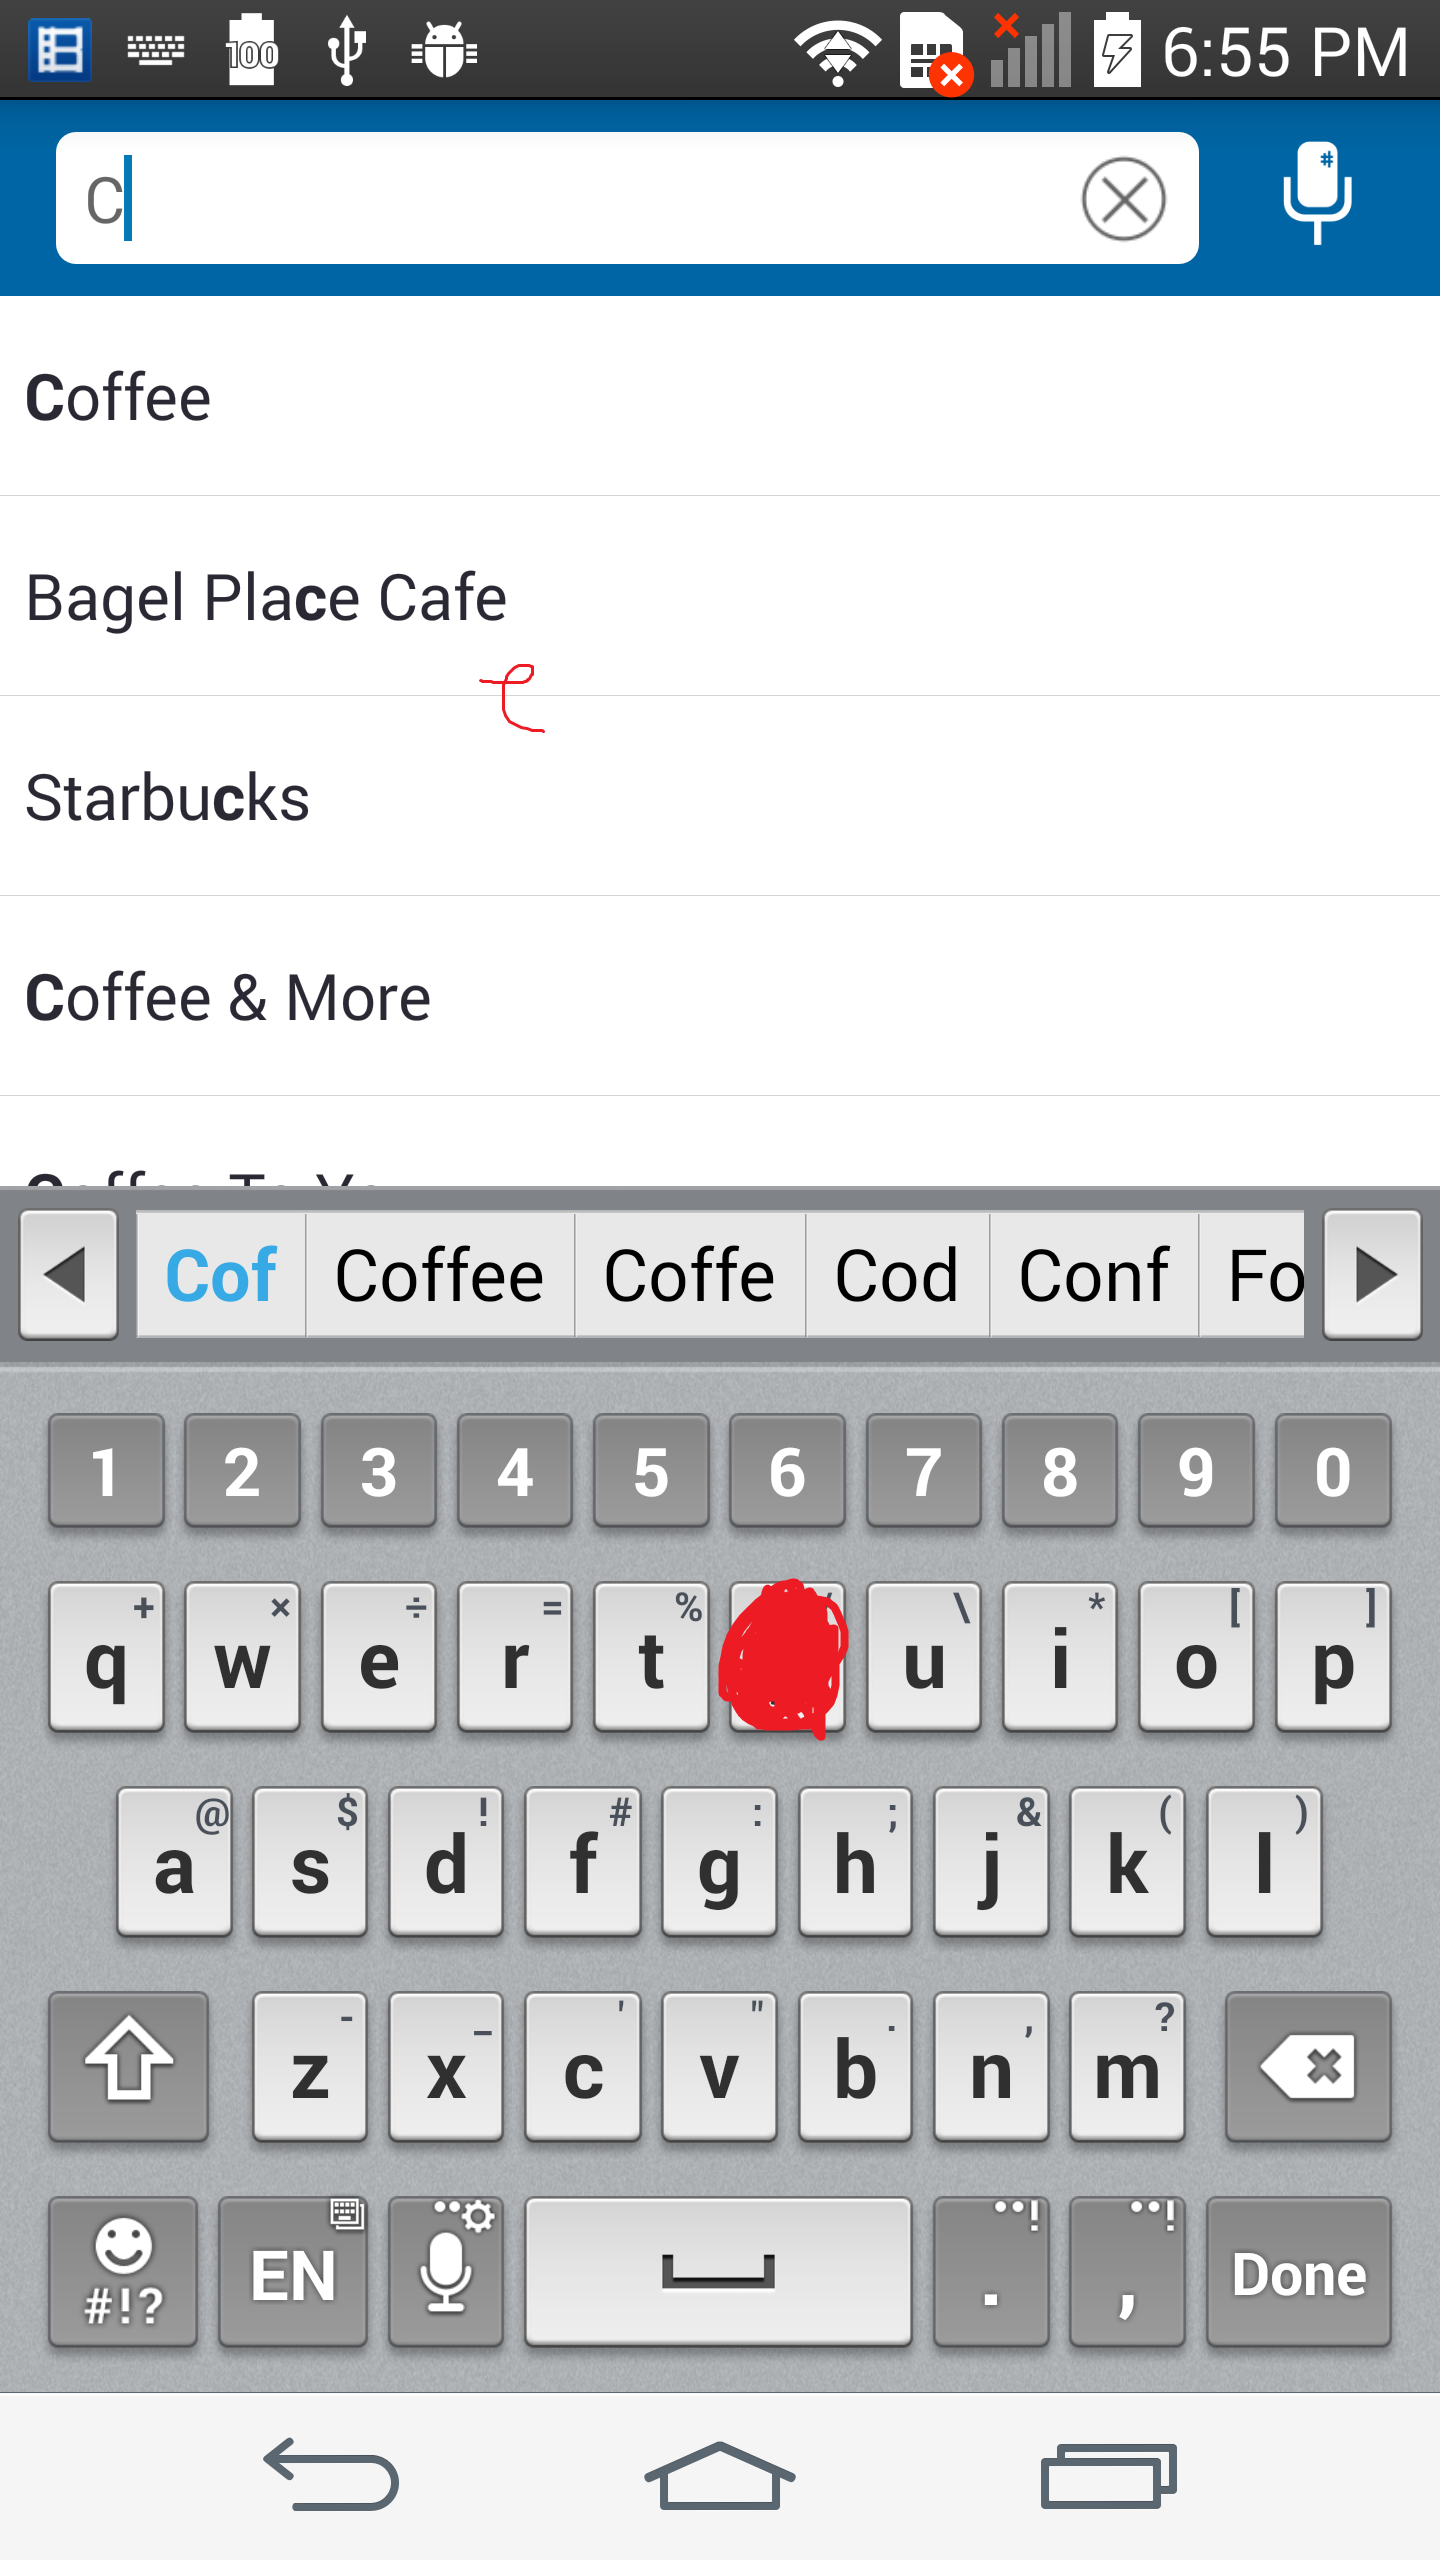 100 6:55 PM
C
Coffee
Bagel Place Cafe
e
Starbucks
Coffee & More
Cof Coffee Coffe Cod Conf Fo
1 2 3 4 5 6 7 8 9 0
+ × ÷ = % \ * [ ]
q w e r t u i o p
@ $ ! # : ; & ( )
a s d f g h j k l
- _ ' " . , ?
z x c v b n m
#!? EN . , Done